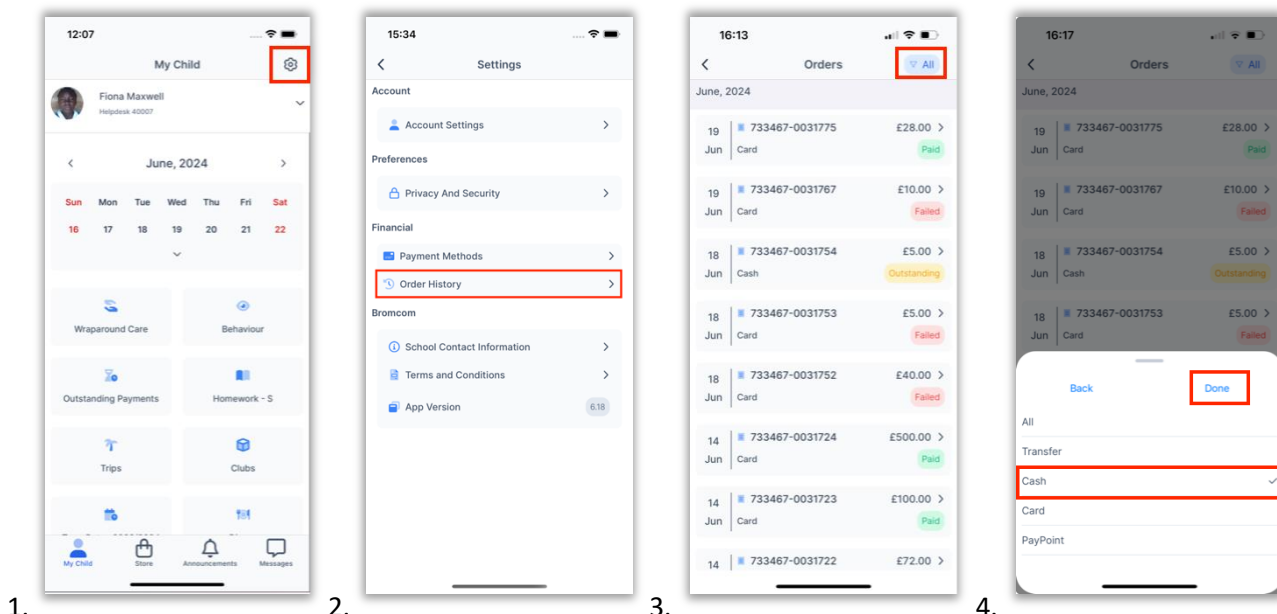 12:07
My Child
Fiona Maxwell
Helpdesk 40007
June, 2024
Sun Mon Tue Wed Thu Fri Sat
16 17 18 19 20 21 22
Wraparound Care Behaviour
Outstanding Payments Homework - S
Trips Clubs
My Child Store Announcements Messages
1.
15:34
Settings
Account
Account Settings
Preferences
Privacy And Security
Financial
Payment Methods
Order History
Bromcom
School Contact Information
Terms and Conditions
App Version 6.18
2.
16:13
Orders All
June, 2024
19 733467-0031775 £28.00
Jun Card Paid
19 733467-0031767 £10.00
Jun Card Failed
18 733467-0031754 £5.00
Jun Cash Outstanding
18 733467-0031753 £5.00
Jun Card Failed
18 733467-0031752 £40.00
Jun Card Failed
14 733467-0031724 £500.00
Jun Card Paid
14 733467-0031723 £100.00
Jun Card Paid
14 733467-0031722 £72.00
3.
16:17
Orders All
June, 2024
19 733467-0031775 £28.00
Jun Card Paid
19 733467-0031767 £10.00
Jun Card Failed
18 733467-0031754 £5.00
Jun Cash Outstanding
18 733467-0031753 £5.00
Jun Card Failed
Back Done
All
Transfer
Cash
Card
PayPoint
4.